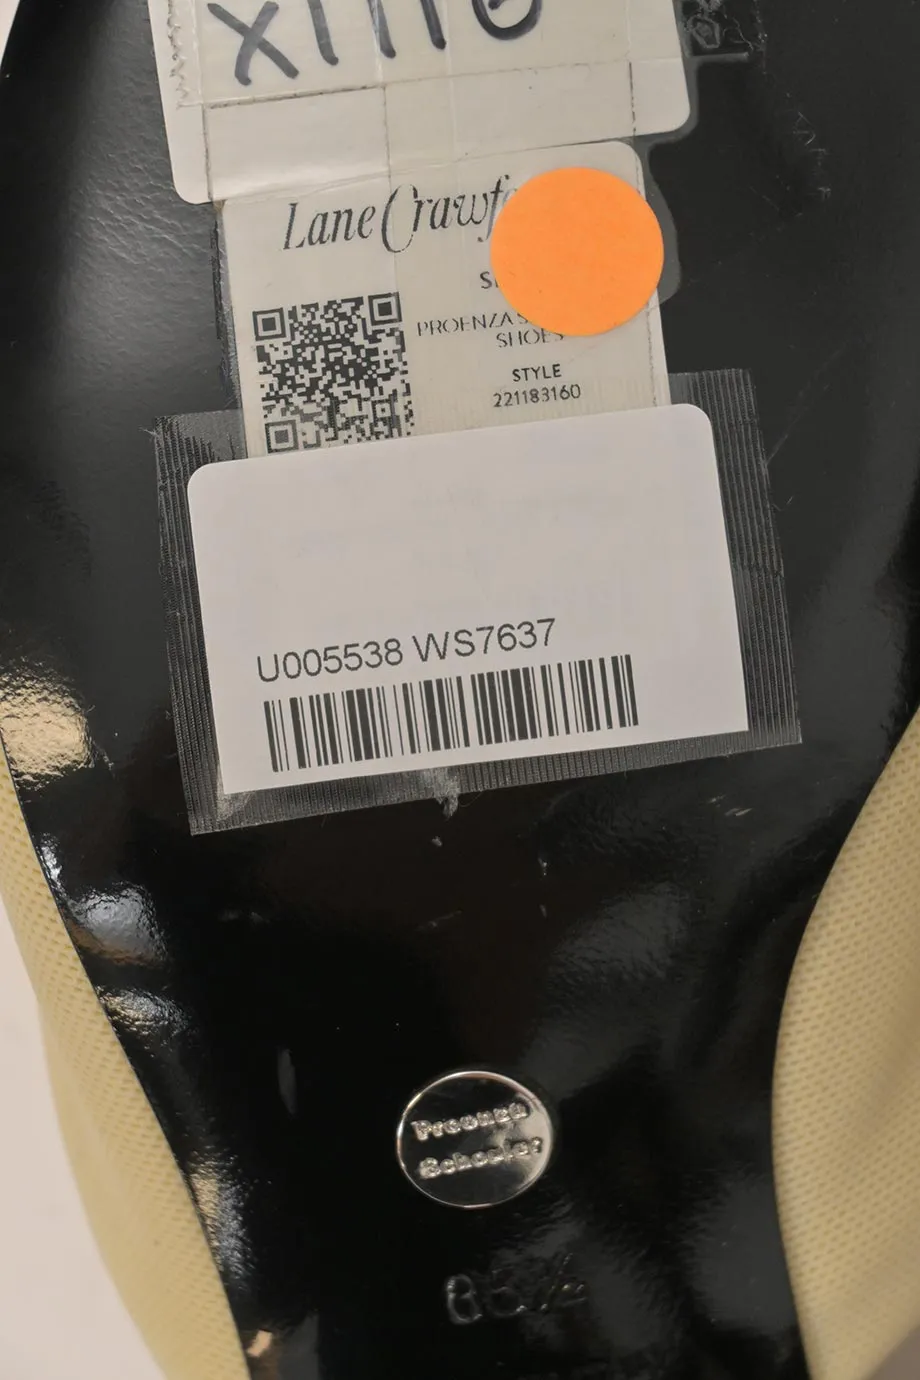 Lane Crawf
PROENZA S
SHOES
STYLE
221183160
U005538 WS7637
Proenza
Schouler